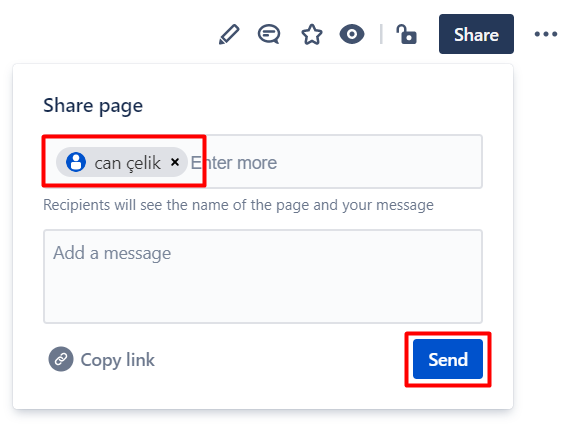 Share
Share page
can çelik × Enter more
Recipients will see the name of the page and your message
Add a message
Copy link
Send